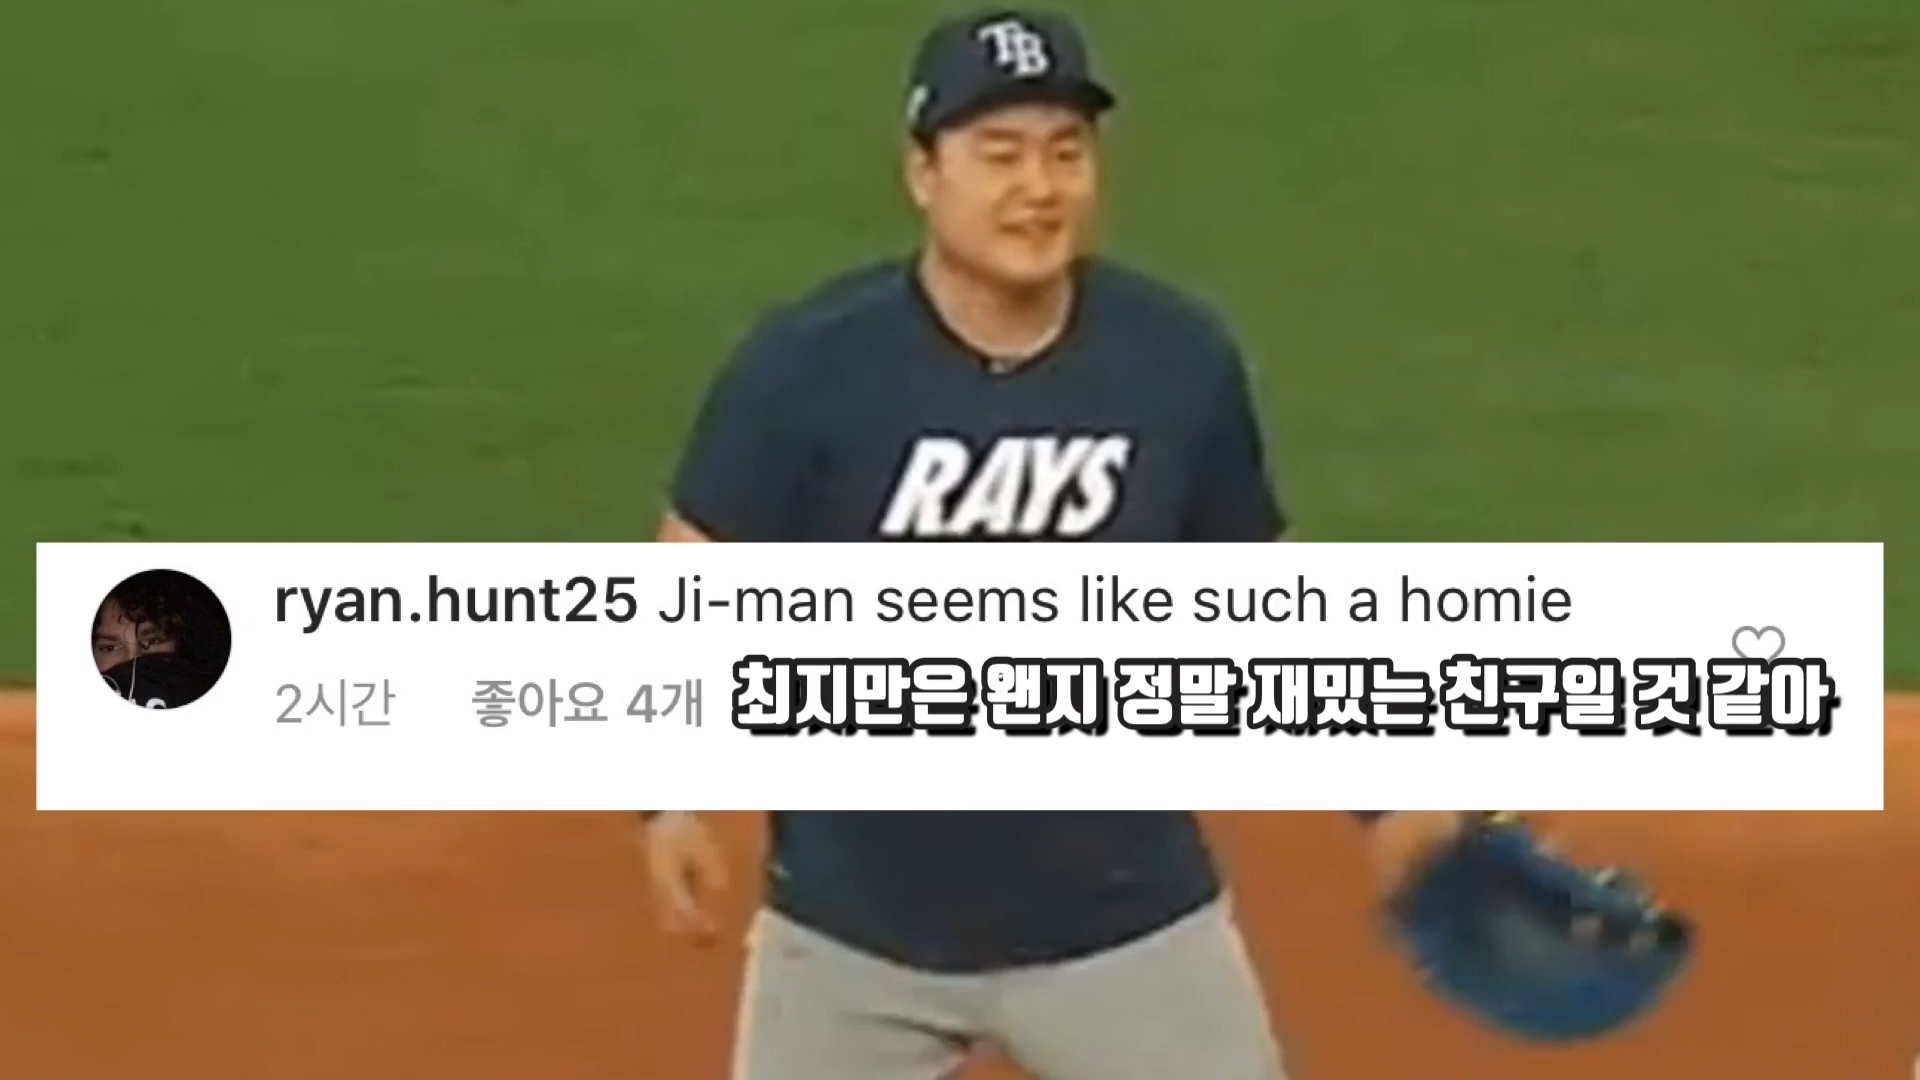 TB
RAYS
ryan.hunt25 Ji-man seems like such a homie
2시간 좋아요 4개 최지만은 왠지 정말 재밌는 친구일 것 같아